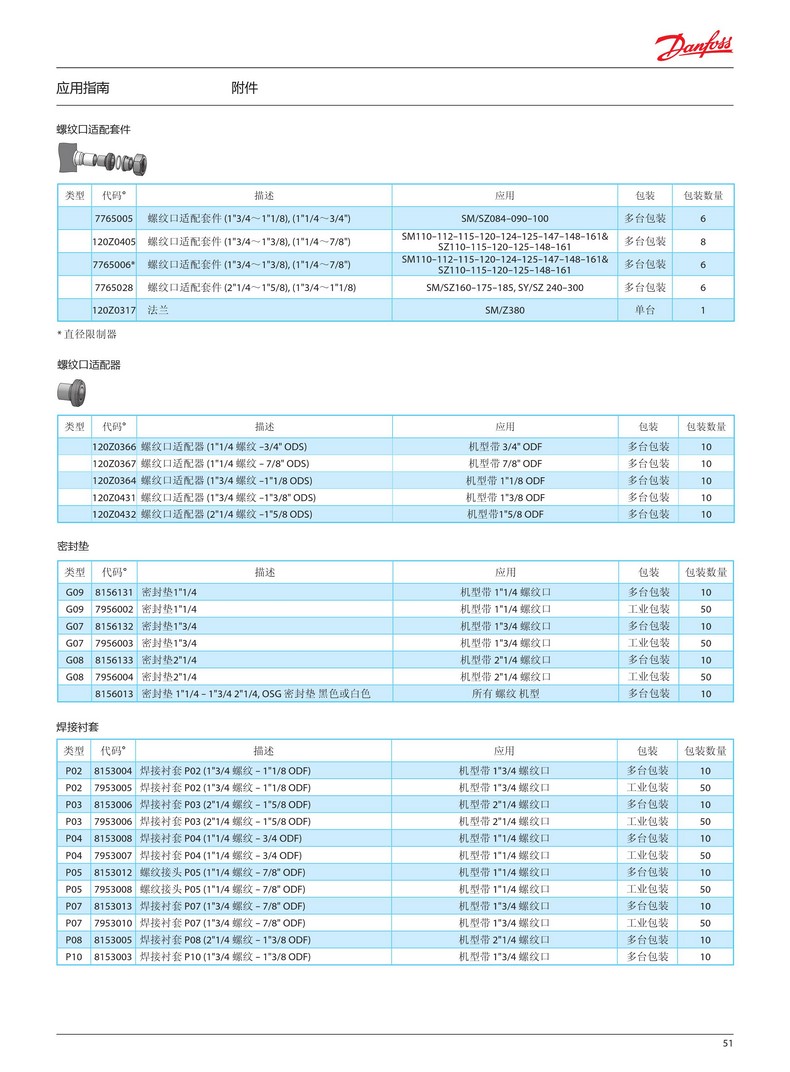 Danfoss
应用指南 附件
螺纹口适配套件
类型 代码° 描述 应用 包装 包装数量
7765005 螺纹口适配套件 (1"3/4～1"1/8), (1"1/4～3/4") SM/SZ084-090-100 多台包装 6
120Z0405 螺纹口适配套件 (1"3/4～1"3/8), (1"1/4～7/8") SM110-112-115-120-124-125-147-148-161&
SZ110-115-120-125-148-161 多台包装 8
7765006* 螺纹口适配套件 (1"3/4～1"3/8), (1"1/4～7/8") SM110-112-115-120-124-125-147-148-161&
SZ110-115-120-125-148-161 多台包装 6
7765028 螺纹口适配套件 (2"1/4～1"5/8), (1"3/4～1"1/8) SM/SZ160-175-185, SY/SZ 240-300 多台包装 6
120Z0317 法兰 SM/Z380 单台 1
* 直径限制器
螺纹口适配器
类型 代码° 描述 应用 包装 包装数量
120Z0366 螺纹口适配器 (1"1/4 螺纹 -3/4" ODS) 机型带 3/4" ODF 多台包装 10
120Z0367 螺纹口适配器 (1"1/4 螺纹 - 7/8" ODS) 机型带 7/8" ODF 多台包装 10
120Z0364 螺纹口适配器 (1"3/4 螺纹 -1"1/8 ODS) 机型带 1"1/8 ODF 多台包装 10
120Z0431 螺纹口适配器 (1"3/4 螺纹 -1"3/8" ODS) 机型带 1"3/8 ODF 多台包装 10
120Z0432 螺纹口适配器 (2"1/4 螺纹 -1"5/8 ODS) 机型带1"5/8 ODF 多台包装 10
密封垫
类型 代码° 描述 应用 包装 包装数量
G09 8156131 密封垫1"1/4 机型带 1"1/4 螺纹口 多台包装 10
G09 7956002 密封垫1"1/4 机型带 1"1/4 螺纹口 工业包装 50
G07 8156132 密封垫1"3/4 机型带 1"3/4 螺纹口 多台包装 10
G07 7956003 密封垫1"3/4 机型带 1"3/4 螺纹口 工业包装 50
G08 8156133 密封垫2"1/4 机型带 2"1/4 螺纹口 多台包装 10
G08 7956004 密封垫2"1/4 机型带 2"1/4 螺纹口 工业包装 50
8156013 密封垫 1"1/4 - 1"3/4 2"1/4, OSG 密封垫 黑色或白色 所有 螺纹 机型 多台包装 10
焊接衬套
类型 代码° 描述 应用 包装 包装数量
P02 8153004 焊接衬套 P02 (1"3/4 螺纹 - 1"1/8 ODF) 机型带 1"3/4 螺纹口 多台包装 10
P02 7953005 焊接衬套 P02 (1"3/4 螺纹 - 1"1/8 ODF) 机型带 1"3/4 螺纹口 工业包装 50
P03 8153006 焊接衬套 P03 (2"1/4 螺纹 - 1"5/8 ODF) 机型带 2"1/4 螺纹口 多台包装 10
P03 7953006 焊接衬套 P03 (2"1/4 螺纹 - 1"5/8 ODF) 机型带 2"1/4 螺纹口 工业包装 50
P04 8153008 焊接衬套 P04 (1"1/4 螺纹 - 3/4 ODF) 机型带 1"1/4 螺纹口 多台包装 10
P04 7953007 焊接衬套 P04 (1"1/4 螺纹 - 3/4 ODF) 机型带 1"1/4 螺纹口 工业包装 50
P05 8153012 螺纹接头 P05 (1"1/4 螺纹 - 7/8" ODF) 机型带 1"1/4 螺纹口 多台包装 10
P05 7953008 螺纹接头 P05 (1"1/4 螺纹 - 7/8" ODF) 机型带 1"1/4 螺纹口 工业包装 50
P07 8153013 焊接衬套 P07 (1"3/4 螺纹 - 7/8" ODF) 机型带 1"3/4 螺纹口 多台包装 10
P07 7953010 焊接衬套 P07 (1"3/4 螺纹 - 7/8" ODF) 机型带 1"3/4 螺纹口 工业包装 50
P08 8153005 焊接衬套 P08 (2"1/4 螺纹 - 1"3/8 ODF) 机型带 2"1/4 螺纹口 多台包装 10
P10 8153003 焊接衬套 P10 (1"3/4 螺纹 - 1"3/8 ODF) 机型带 1"3/4 螺纹口 多台包装 10
51